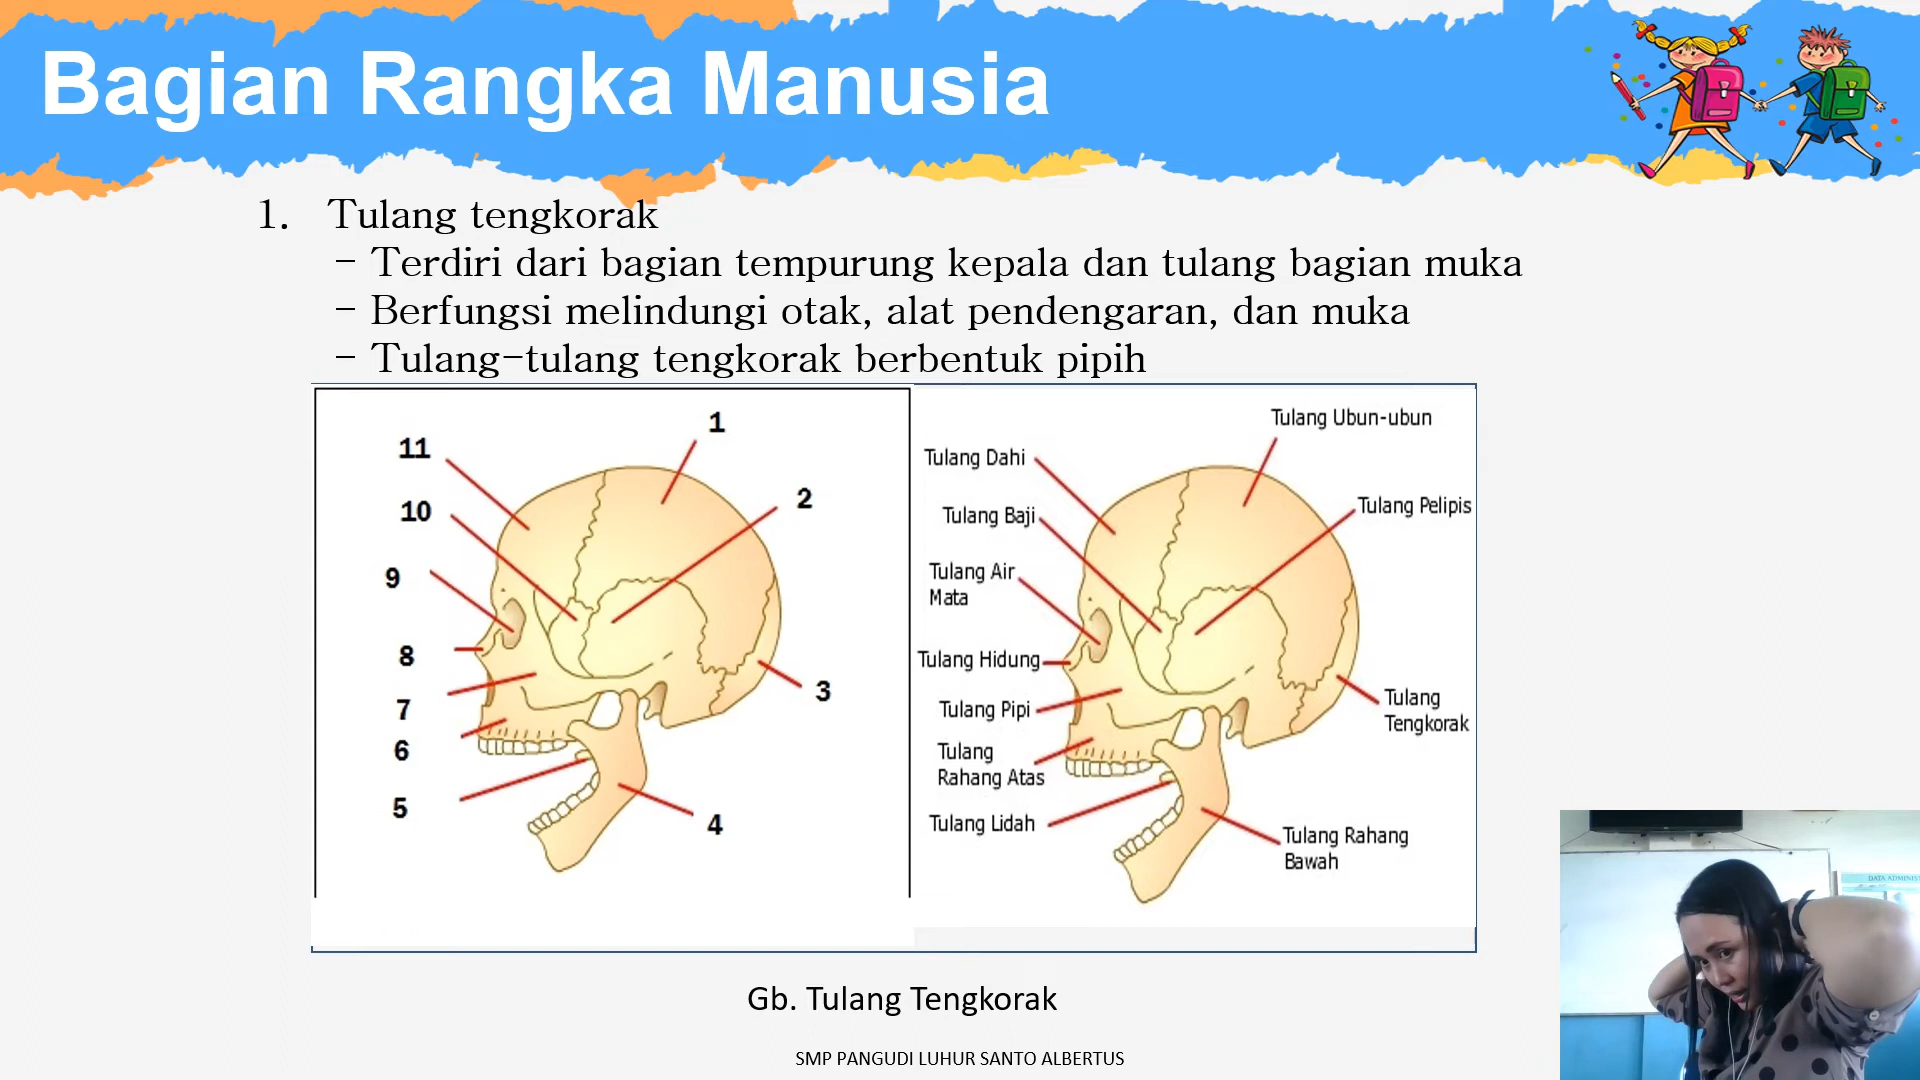 Bagian Rangka Manusia
1. Tulang tengkorak
- Terdiri dari bagian tempurung kepala dan tulang bagian muka
- Berfungsi melindungi otak, alat pendengaran, dan muka
- Tulang-tulang tengkorak berbentuk pipih
1
11
2
10
9
8
3
7
6
5
4
Tulang Ubun-ubun
Tulang Dahi
Tulang Pelipis
Tulang Baji
Tulang Air
Mata
Tulang Hidung
Tulang
Tengkorak
Tulang Pipi
Tulang
Rahang Atas
Tulang Lidah
Tulang Rahang
Bawah
Gb. Tulang Tengkorak
SMP PANGUDI LUHUR SANTO ALBERTUS